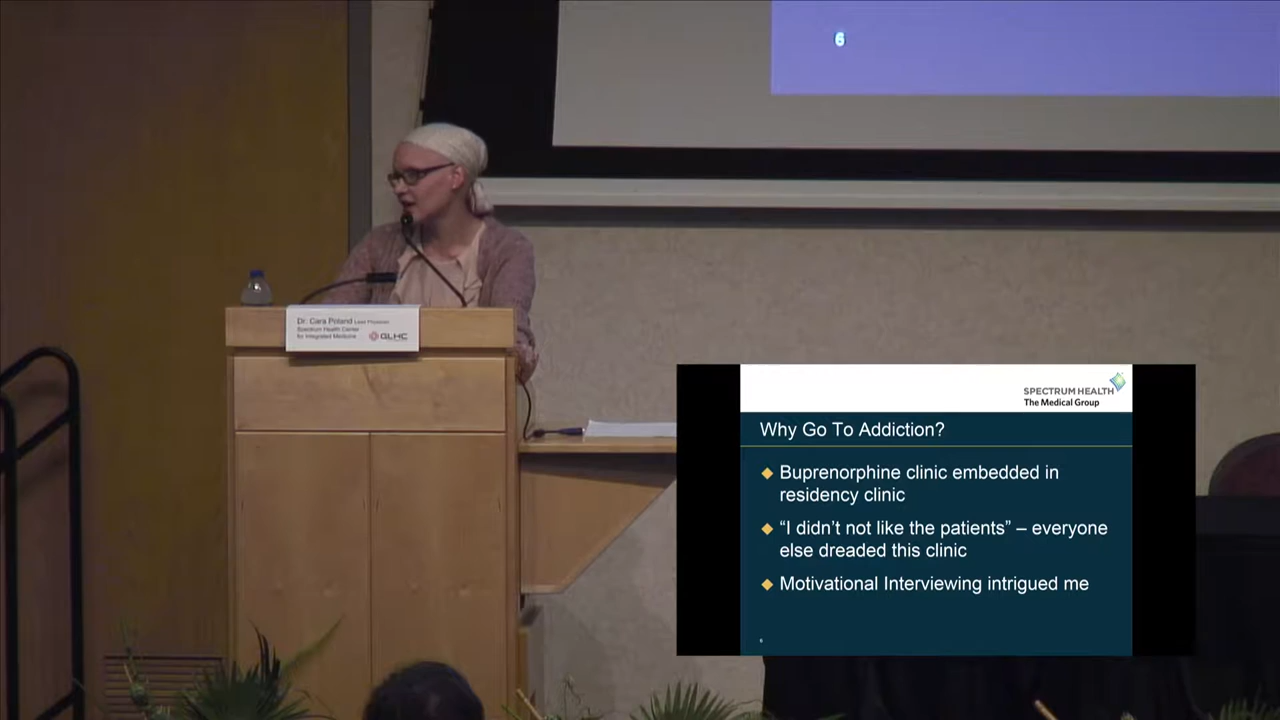 6
Dr. Cara Poland Lead Physician
Spectrum Health Center
for Integrated Medicine
GLHC
SPECTRUM HEALTH
The Medical Group
Why Go To Addiction?
◆ Buprenorphine clinic embedded in
residency clinic
◆ “I didn’t not like the patients” – everyone
else dreaded this clinic
◆ Motivational Interviewing intrigued me